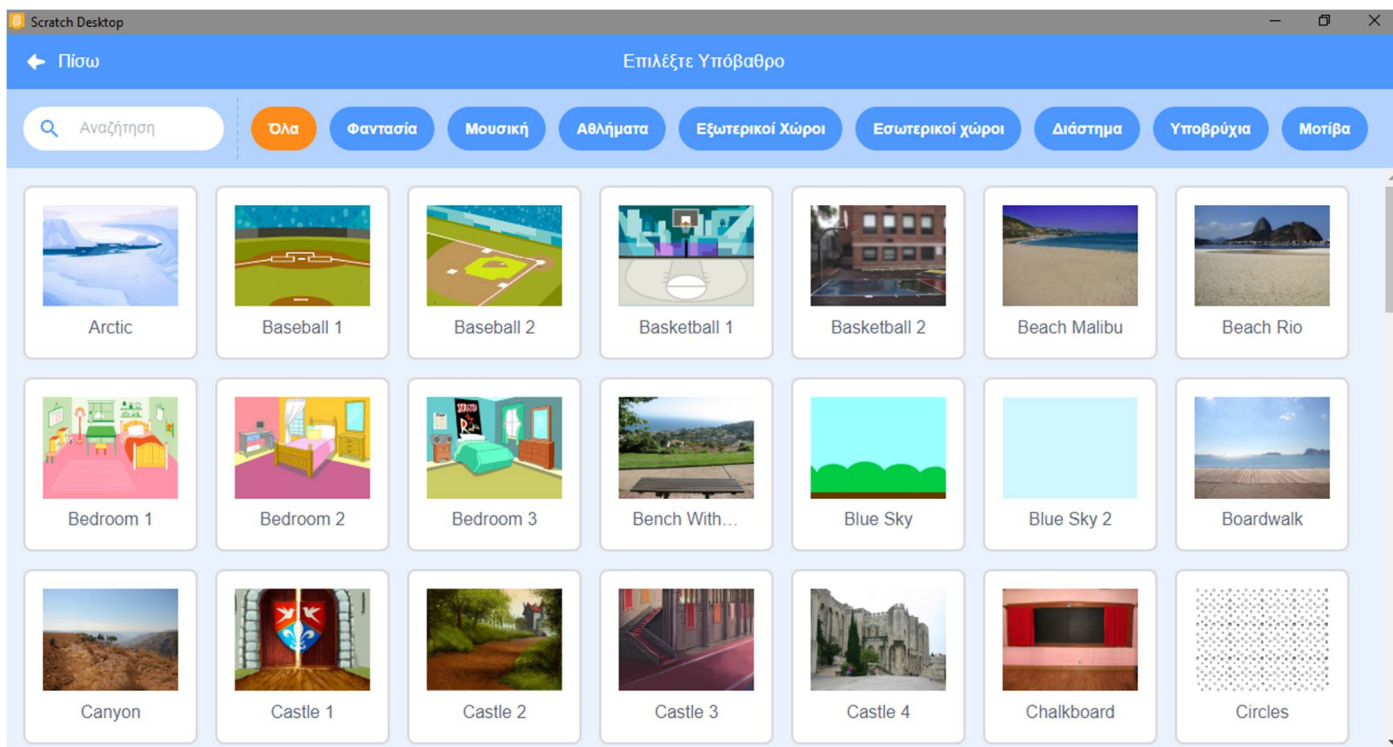 Scratch Desktop
Πίσω
Επιλέξτε Υπόβαθρο
Αναζήτηση
Όλα
Φαντασία
Μουσική
Αθλήματα
Εξωτερικοί Χώροι
Εσωτερικοί χώροι
Διάστημα
Υποβρύχια
Μοτίβα
Arctic
Baseball 1
Baseball 2
Basketball 1
Basketball 2
Beach Malibu
Beach Rio
Bedroom 1
Bedroom 2
Bedroom 3
Bench With...
Blue Sky
Blue Sky 2
Boardwalk
Canyon
Castle 1
Castle 2
Castle 3
Castle 4
Chalkboard
Circles